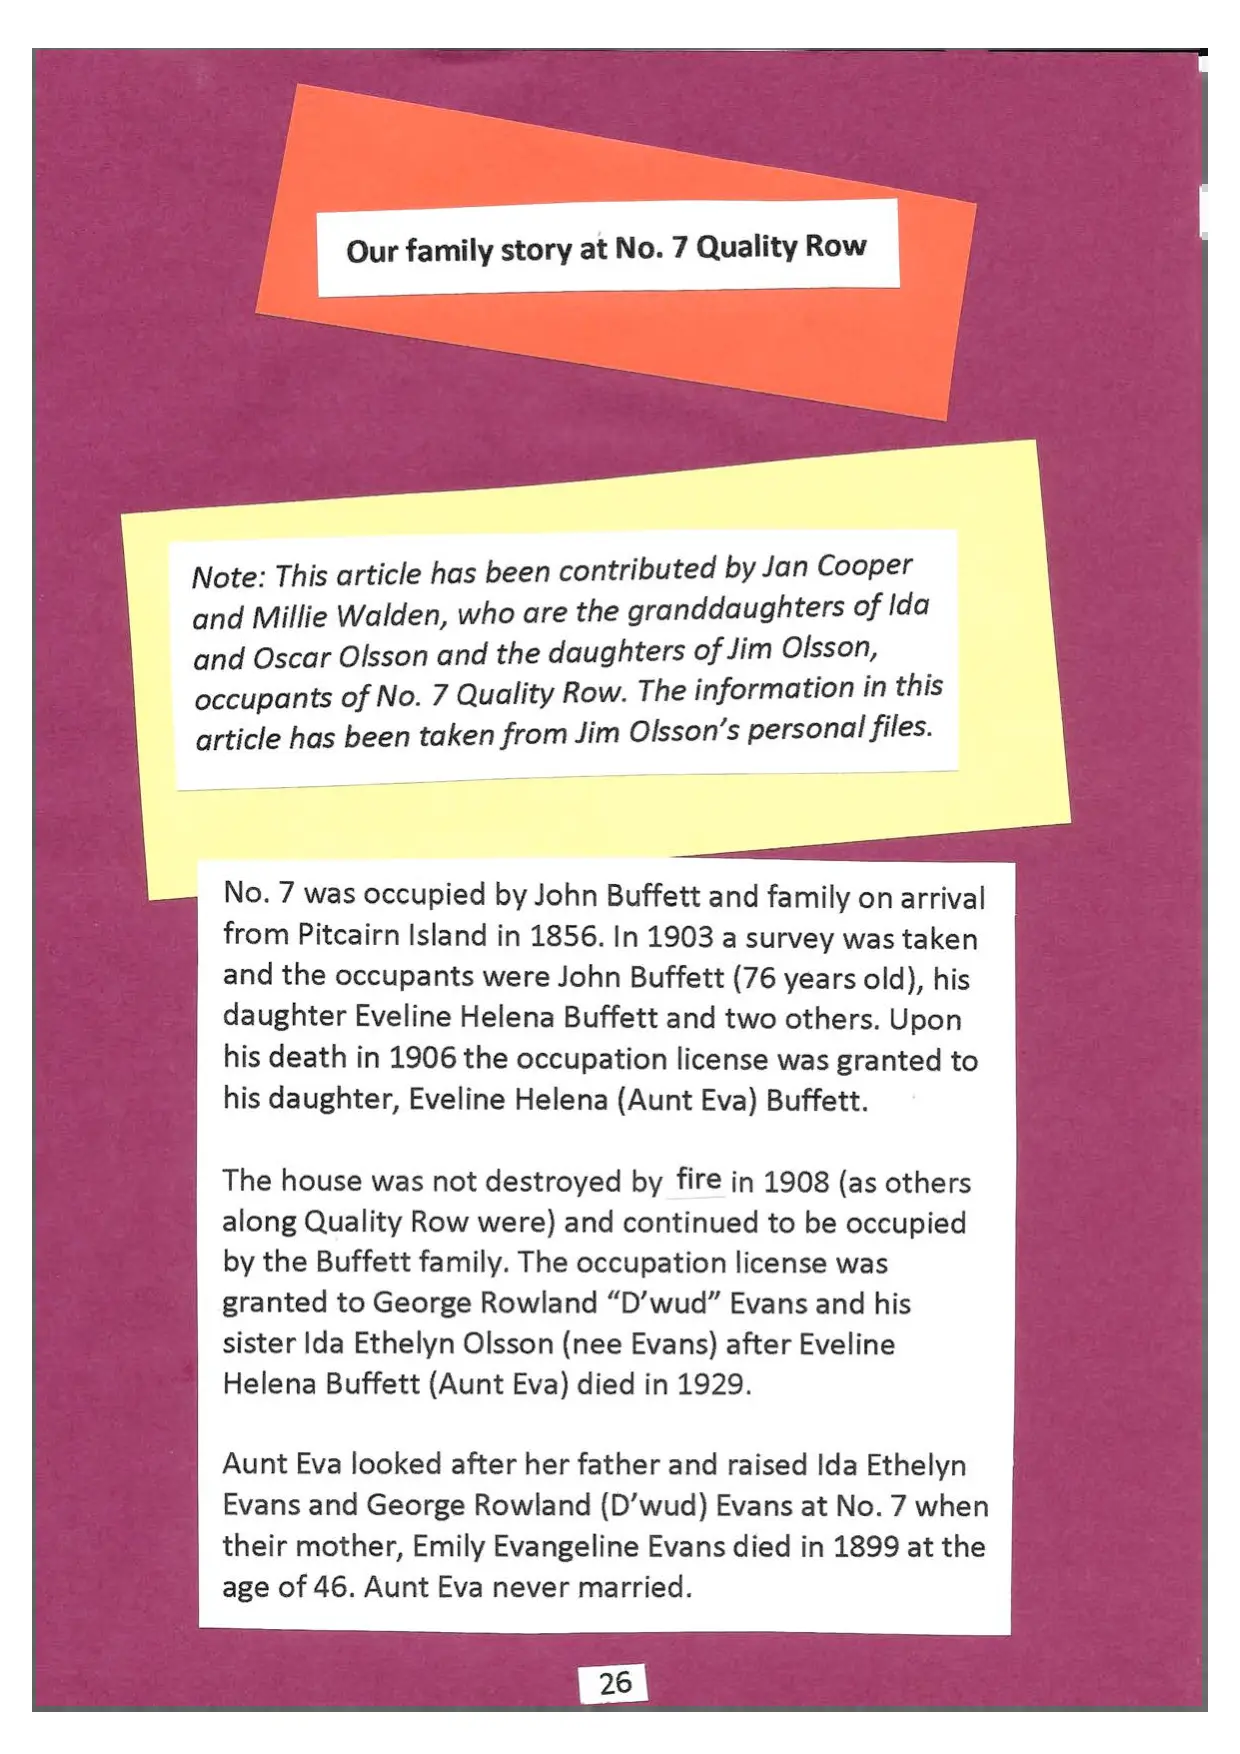 Our family story at No. 7 Quality Row
Note: This article has been contributed by Jan Cooper
and Millie Walden, who are the granddaughters of Ida
and Oscar Olsson and the daughters of Jim Olsson,
occupants of No. 7 Quality Row. The information in this
article has been taken from Jim Olsson's personal files.
No. 7 was occupied by John Buffett and family on arrival
from Pitcairn Island in 1856. In 1903 a survey was taken
and the occupants were John Buffett (76 years old), his
daughter Eveline Helena Buffett and two others. Upon
his death in 1906 the occupation license was granted to
his daughter, Eveline Helena (Aunt Eva) Buffett.
The house was not destroyed by fire in 1908 (as others
along Quality Row were) and continued to be occupied
by the Buffett family. The occupation license was
granted to George Rowland “D’wud” Evans and his
sister Ida Ethelyn Olsson (nee Evans) after Eveline
Helena Buffett (Aunt Eva) died in 1929.
Aunt Eva looked after her father and raised Ida Ethelyn
Evans and George Rowland (D’wud) Evans at No. 7 when
their mother, Emily Evangeline Evans died in 1899 at the
age of 46. Aunt Eva never married.
26